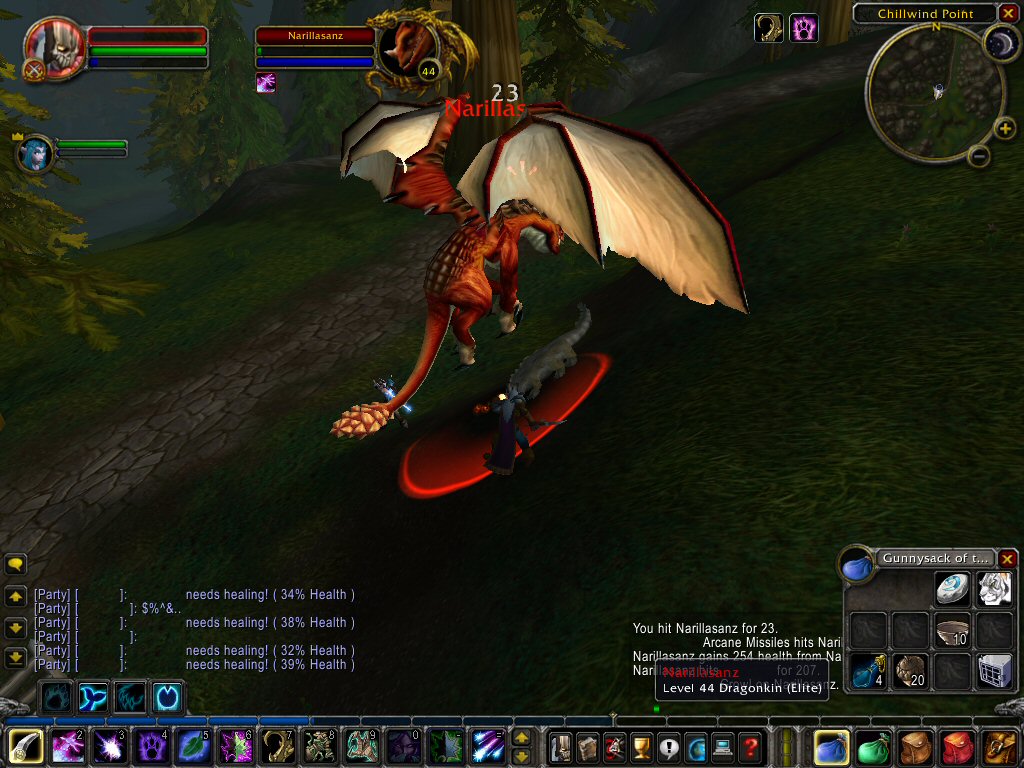 Narillasanz
44
Chillwind Point
N
23
Narillas
[Party] [ ]: needs healing! ( 34% Health )
[Party] [ ]: $%^&..
[Party] [ ]: needs healing! ( 38% Health )
[Party] [ ]:
[Party] [ ]: needs healing! ( 32% Health )
[Party] [ ]: needs healing! ( 39% Health )
You hit Narillasanz for 23.
Arcane Missiles hits Nari
Narillasanz gains 254 health from Na
Narillasanz hits for 207.
Narillasanz
Level 44 Dragonkin (Elite)
Gunnysack of t...
10
4
20
2 3 4 5 6 7 8 9 0 - =